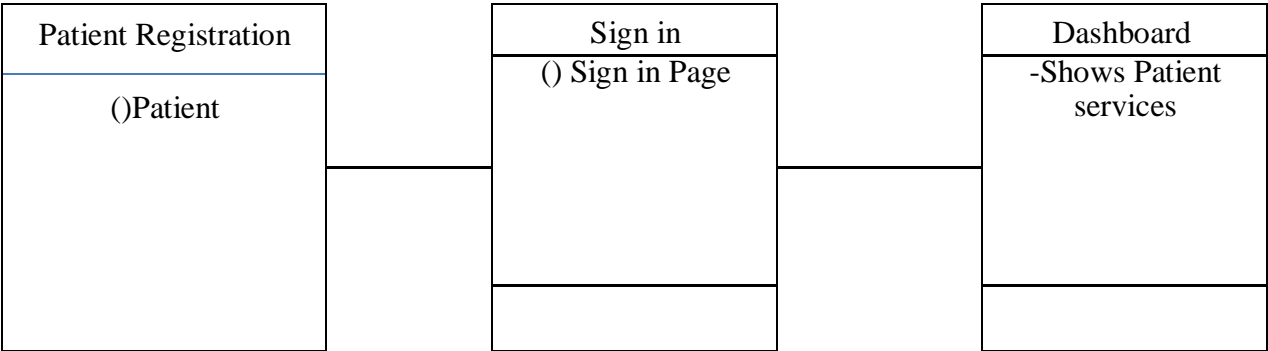 Patient Registration
()Patient
Sign in
() Sign in Page
Dashboard
-Shows Patient
services